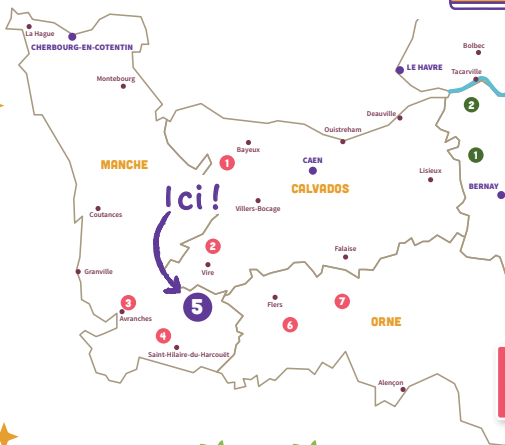 La Hague
CHERBOURG-EN-COTENTIN
Bolbec
LE HAVRE
Tacarville
Montebourg
2
Deauville
Ouistreham
Bayeux
1
1
CAEN
MANCHE
Lisieux
CALVADOS
BERNAY
Ici !
Villers-Bocage
Coutances
2
Falaise
Vire
Granville
3
5
Flers
7
Avranches
6
ORNE
4
Saint-Hilaire-du-Harcouët
Alençon